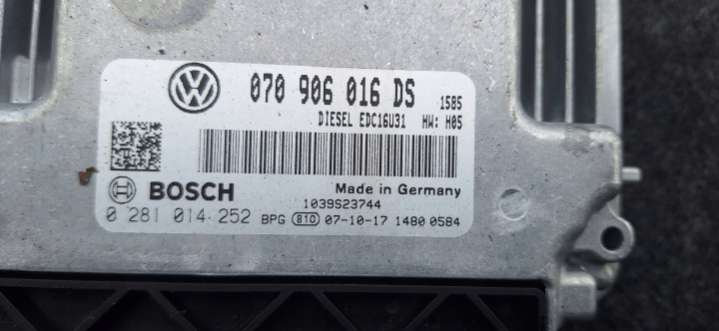 070 906 016 DS 1585
DIESEL EDC16U31 HW: H05
BOSCH Made in Germany
1039S23744
0 281 014 252 BPG 810 07-10-17 1480 0584